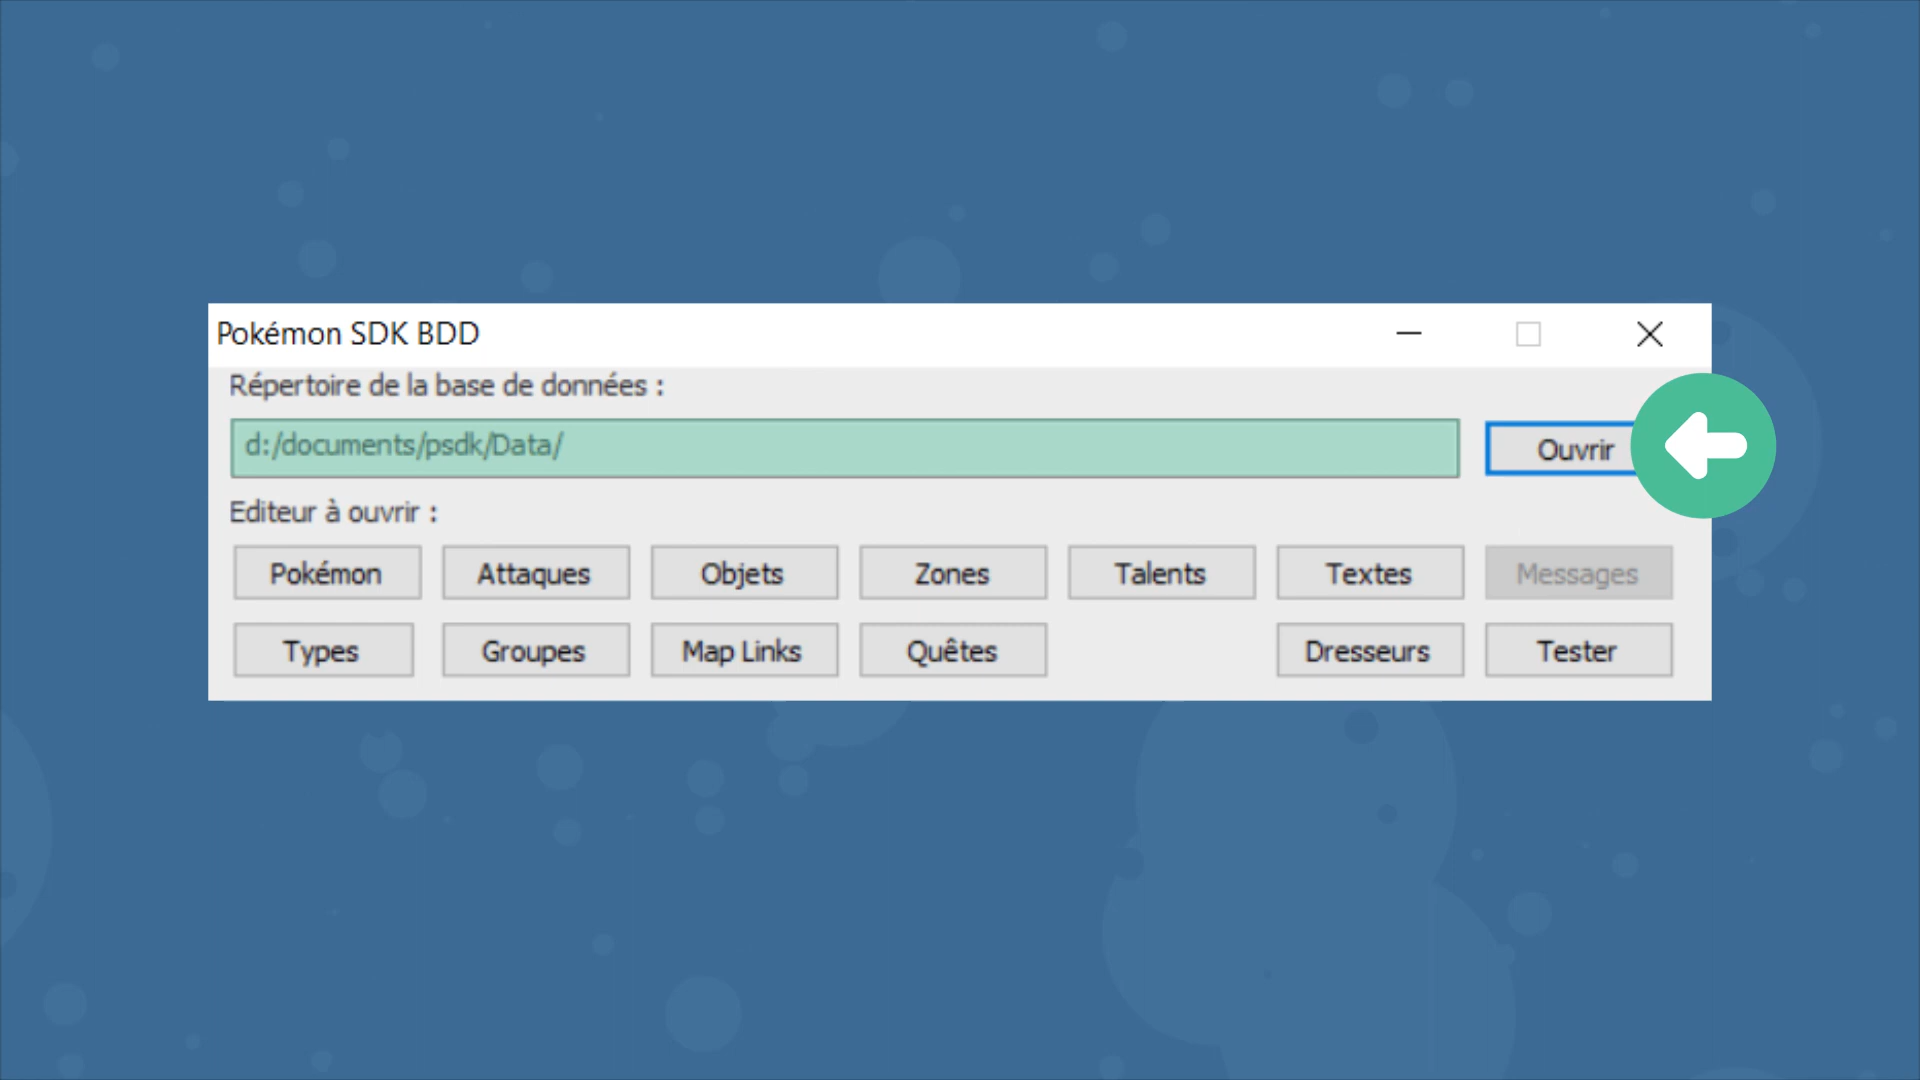 Pokémon SDK BDD
Répertoire de la base de données :
d:/documents/psdk/Data/ Ouvrir
Editeur à ouvrir :
Pokémon Attaques Objets Zones Talents Textes Messages
Types Groupes Map Links Quêtes Dresseurs Tester